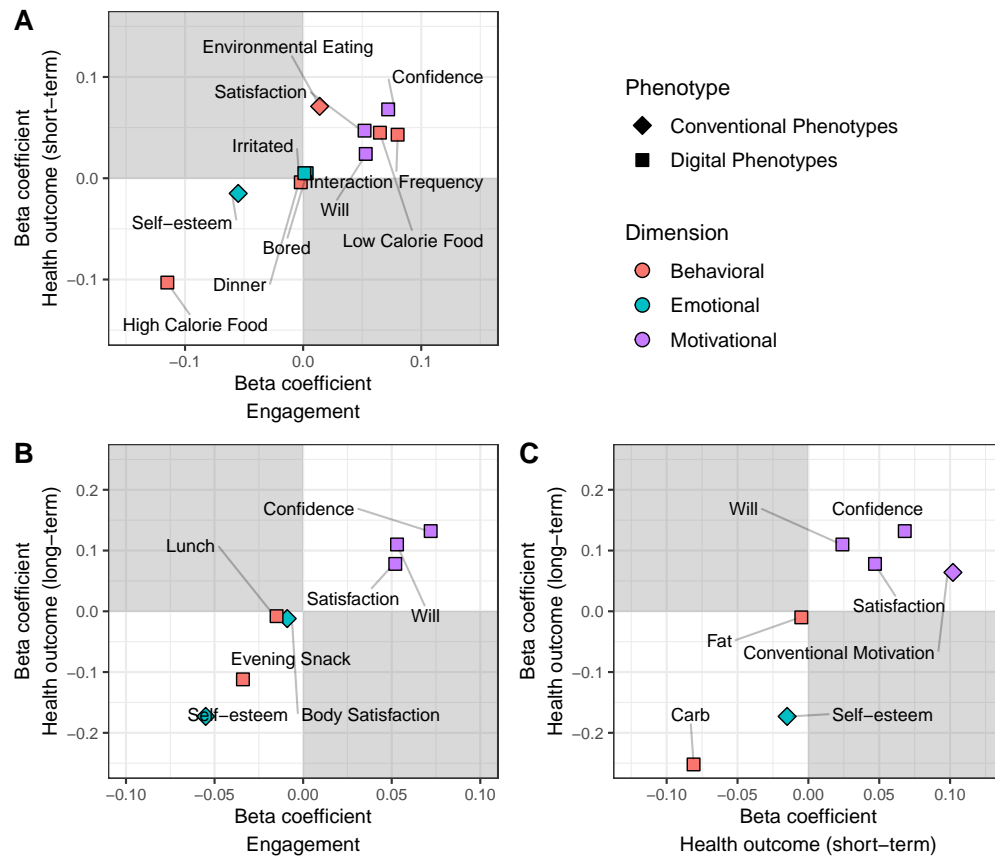 A
Beta coefficient
Health outcome (short−term)
0.1
0.0
−0.1
Environmental Eating
Confidence
Satisfaction
Irritated
Interaction Frequency
Will
Self−esteem
Low Calorie Food
Bored
Dinner
High Calorie Food
−0.1
0.0
0.1
Beta coefficient
Engagement
Phenotype
Conventional Phenotypes
Digital Phenotypes
Dimension
Behavioral
Emotional
Motivational
B
Beta coefficient
Health outcome (long−term)
0.2
0.1
0.0
−0.1
−0.2
Confidence
Lunch
Satisfaction
Will
Evening Snack
Self−esteem
Body Satisfaction
−0.10
−0.05
0.00
0.05
0.10
Beta coefficient
Engagement
C
Beta coefficient
Health outcome (long−term)
0.2
0.1
0.0
−0.1
−0.2
Will
Confidence
Satisfaction
Fat
Conventional Motivation
Carb
Self−esteem
−0.10
−0.05
0.00
0.05
0.10
Beta coefficient
Health outcome (short−term)